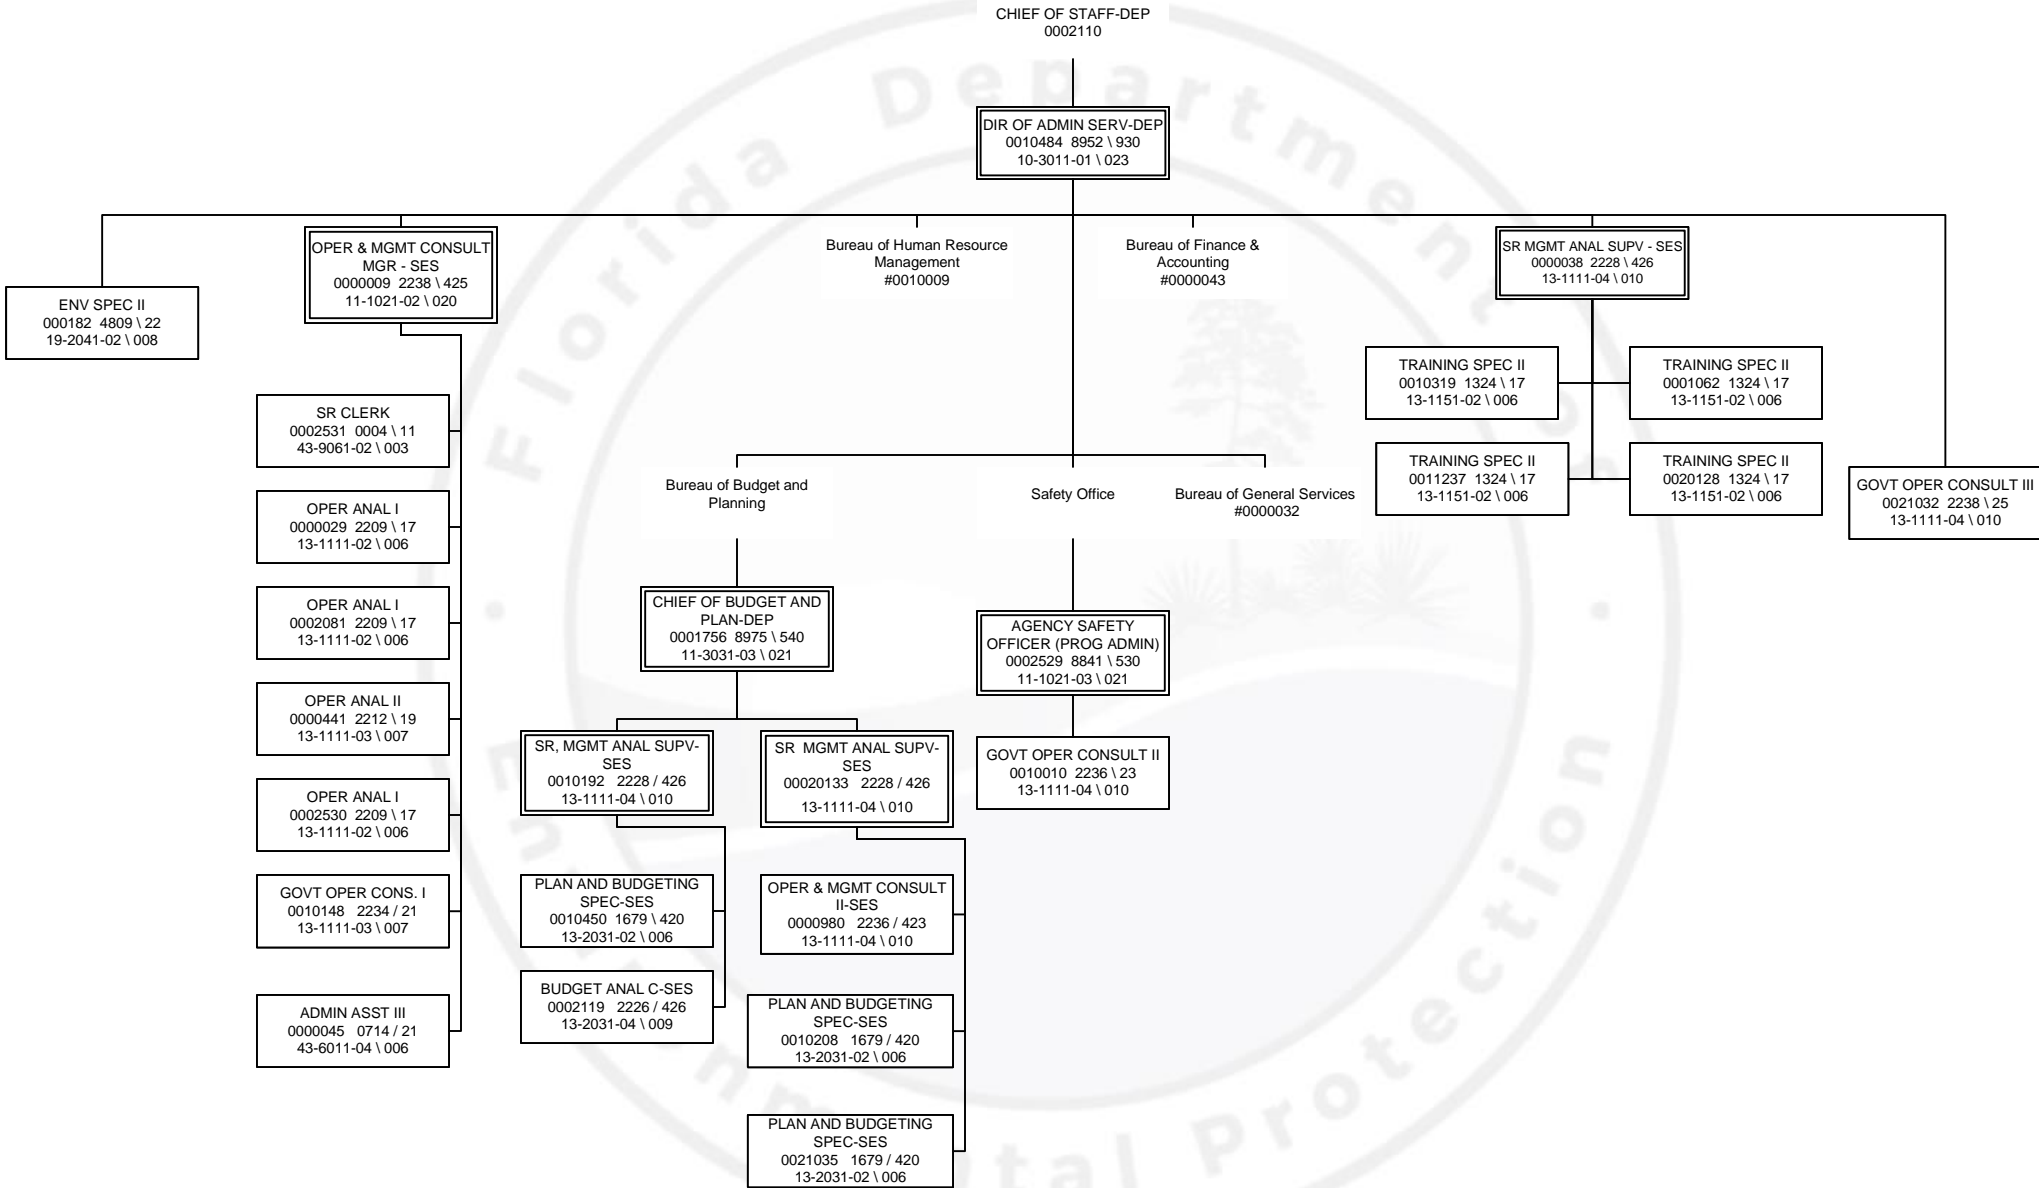 CHIEF OF STAFF-DEP
0002110
DIR OF ADMIN SERV-DEP
0010484 8952 \ 930
10-3011-01 \ 023
ENV SPEC II
000182 4809 \ 22
19-2041-02 \ 008
OPER & MGMT CONSULT
MGR - SES
0000009 2238 \ 425
11-1021-02 \ 020
SR CLERK
0002531 0004 \ 11
43-9061-02 \ 003
OPER ANAL I
0000029 2209 \ 17
13-1111-02 \ 006
OPER ANAL I
0002081 2209 \ 17
13-1111-02 \ 006
OPER ANAL II
0000441 2212 \ 19
13-1111-03 \ 007
OPER ANAL I
0002530 2209 \ 17
13-1111-02 \ 006
GOVT OPER CONS. I
0010148 2234 / 21
13-1111-03 \ 007
ADMIN ASST III
0000045 0714 / 21
43-6011-04 \ 006
Bureau of Human Resource
Management
#0010009
Bureau of Finance &
Accounting
#0000043
Bureau of Budget and
Planning
CHIEF OF BUDGET AND
PLAN-DEP
0001756 8975 \ 540
11-3031-03 \ 021
SR, MGMT ANAL SUPV-
SES
0010192 2228 / 426
13-1111-04 \ 010
PLAN AND BUDGETING
SPEC-SES
0010450 1679 \ 420
13-2031-02 \ 006
BUDGET ANAL C-SES
0002119 2226 / 426
13-2031-04 \ 009
SR MGMT ANAL SUPV-
SES
00020133 2228 / 426
13-1111-04 \ 010
OPER & MGMT CONSULT
II-SES
0000980 2236 / 423
13-1111-04 \ 010
PLAN AND BUDGETING
SPEC-SES
0010208 1679 / 420
13-2031-02 \ 006
PLAN AND BUDGETING
SPEC-SES
0021035 1679 / 420
13-2031-02 \ 006
Safety Office
AGENCY SAFETY
OFFICER (PROG ADMIN)
0002529 8841 \ 530
11-1021-03 \ 021
GOVT OPER CONSULT II
0010010 2236 \ 23
13-1111-04 \ 010
Bureau of General Services
#0000032
SR MGMT ANAL SUPV - SES
0000038 2228 \ 426
13-1111-04 \ 010
TRAINING SPEC II
0010319 1324 \ 17
13-1151-02 \ 006
TRAINING SPEC II
0001062 1324 \ 17
13-1151-02 \ 006
TRAINING SPEC II
0011237 1324 \ 17
13-1151-02 \ 006
TRAINING SPEC II
0020128 1324 \ 17
13-1151-02 \ 006
GOVT OPER CONSULT III
0021032 2238 \ 25
13-1111-04 \ 010
Florida Department
Protection